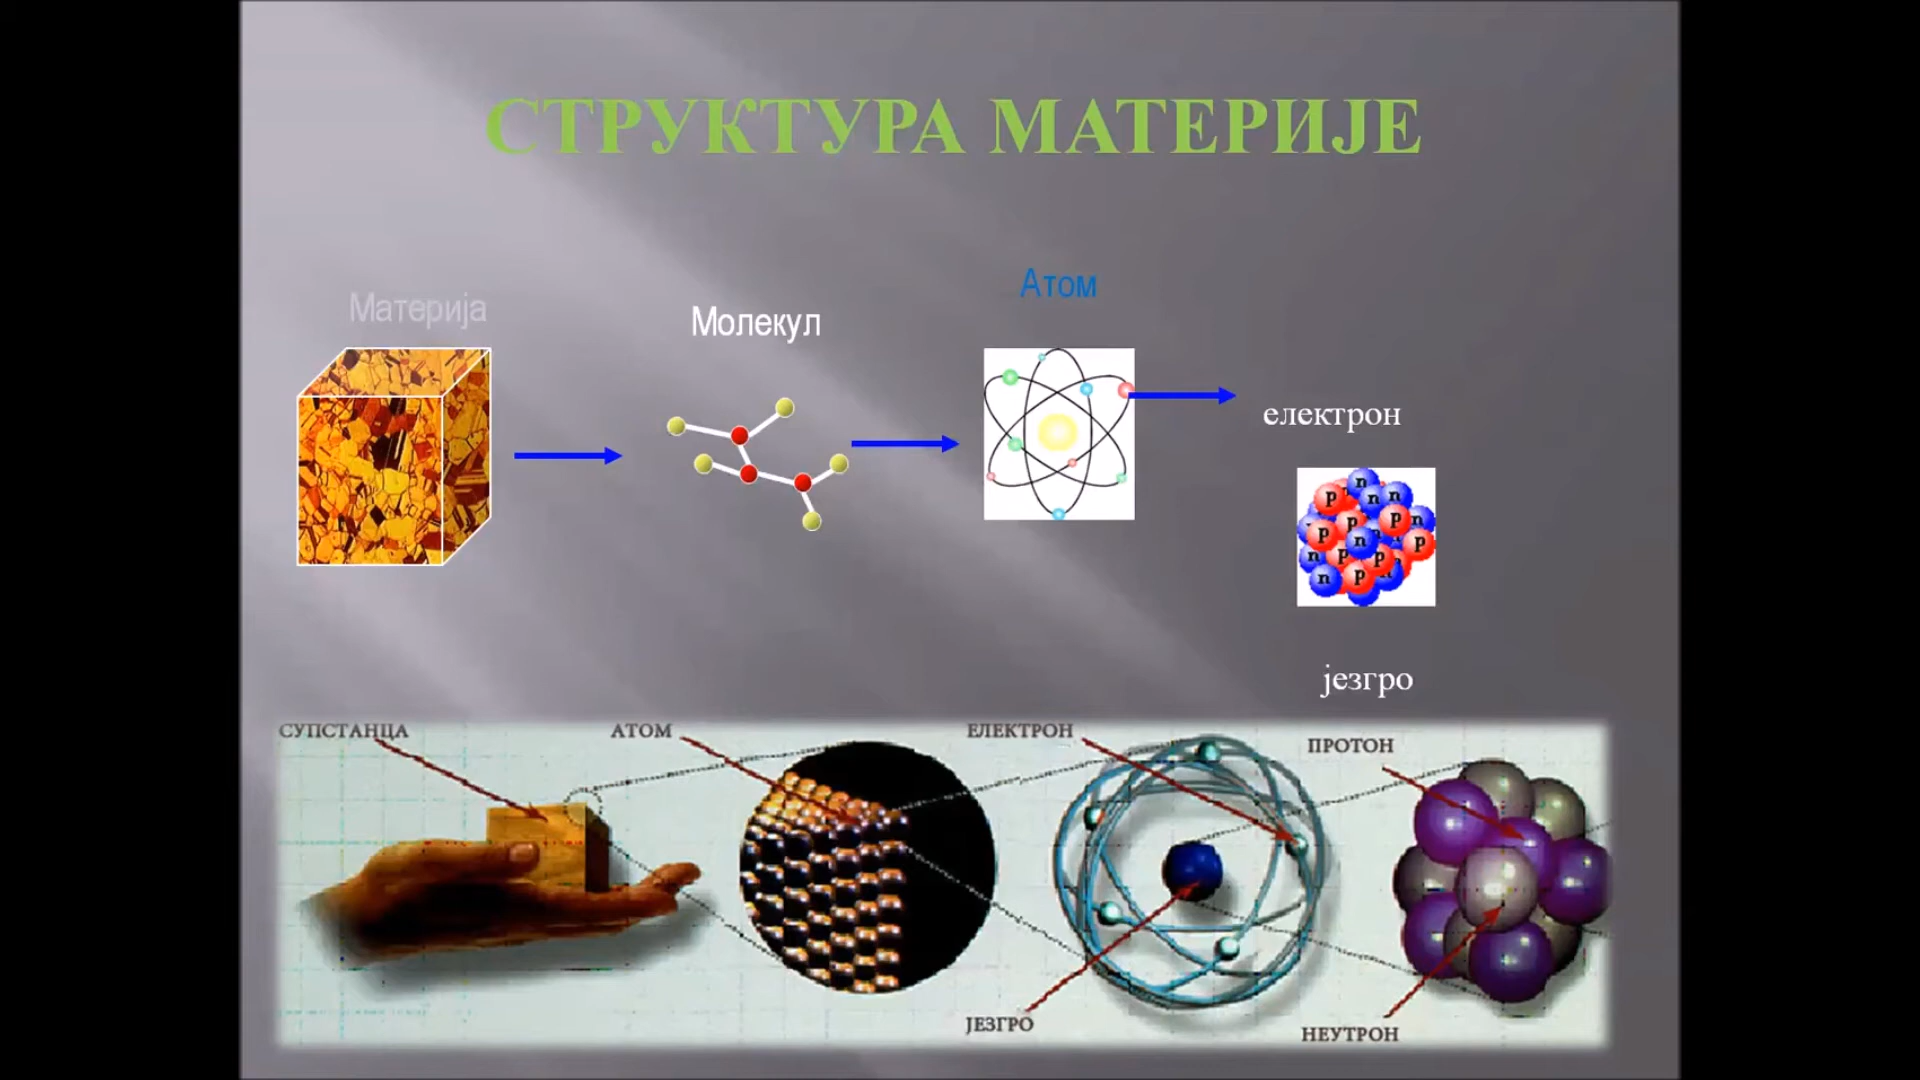 СТРУКТУРА МАТЕРИЈЕ
Материја
Молекул
Атом
електрон
p n n n
p p p n
p n p
n p p
n p n
језгро
СУПСТАНЦА
АТОМ
ЕЛЕКТРОН
ПРОТОН
ЈЕЗГРО
НЕУТРОН